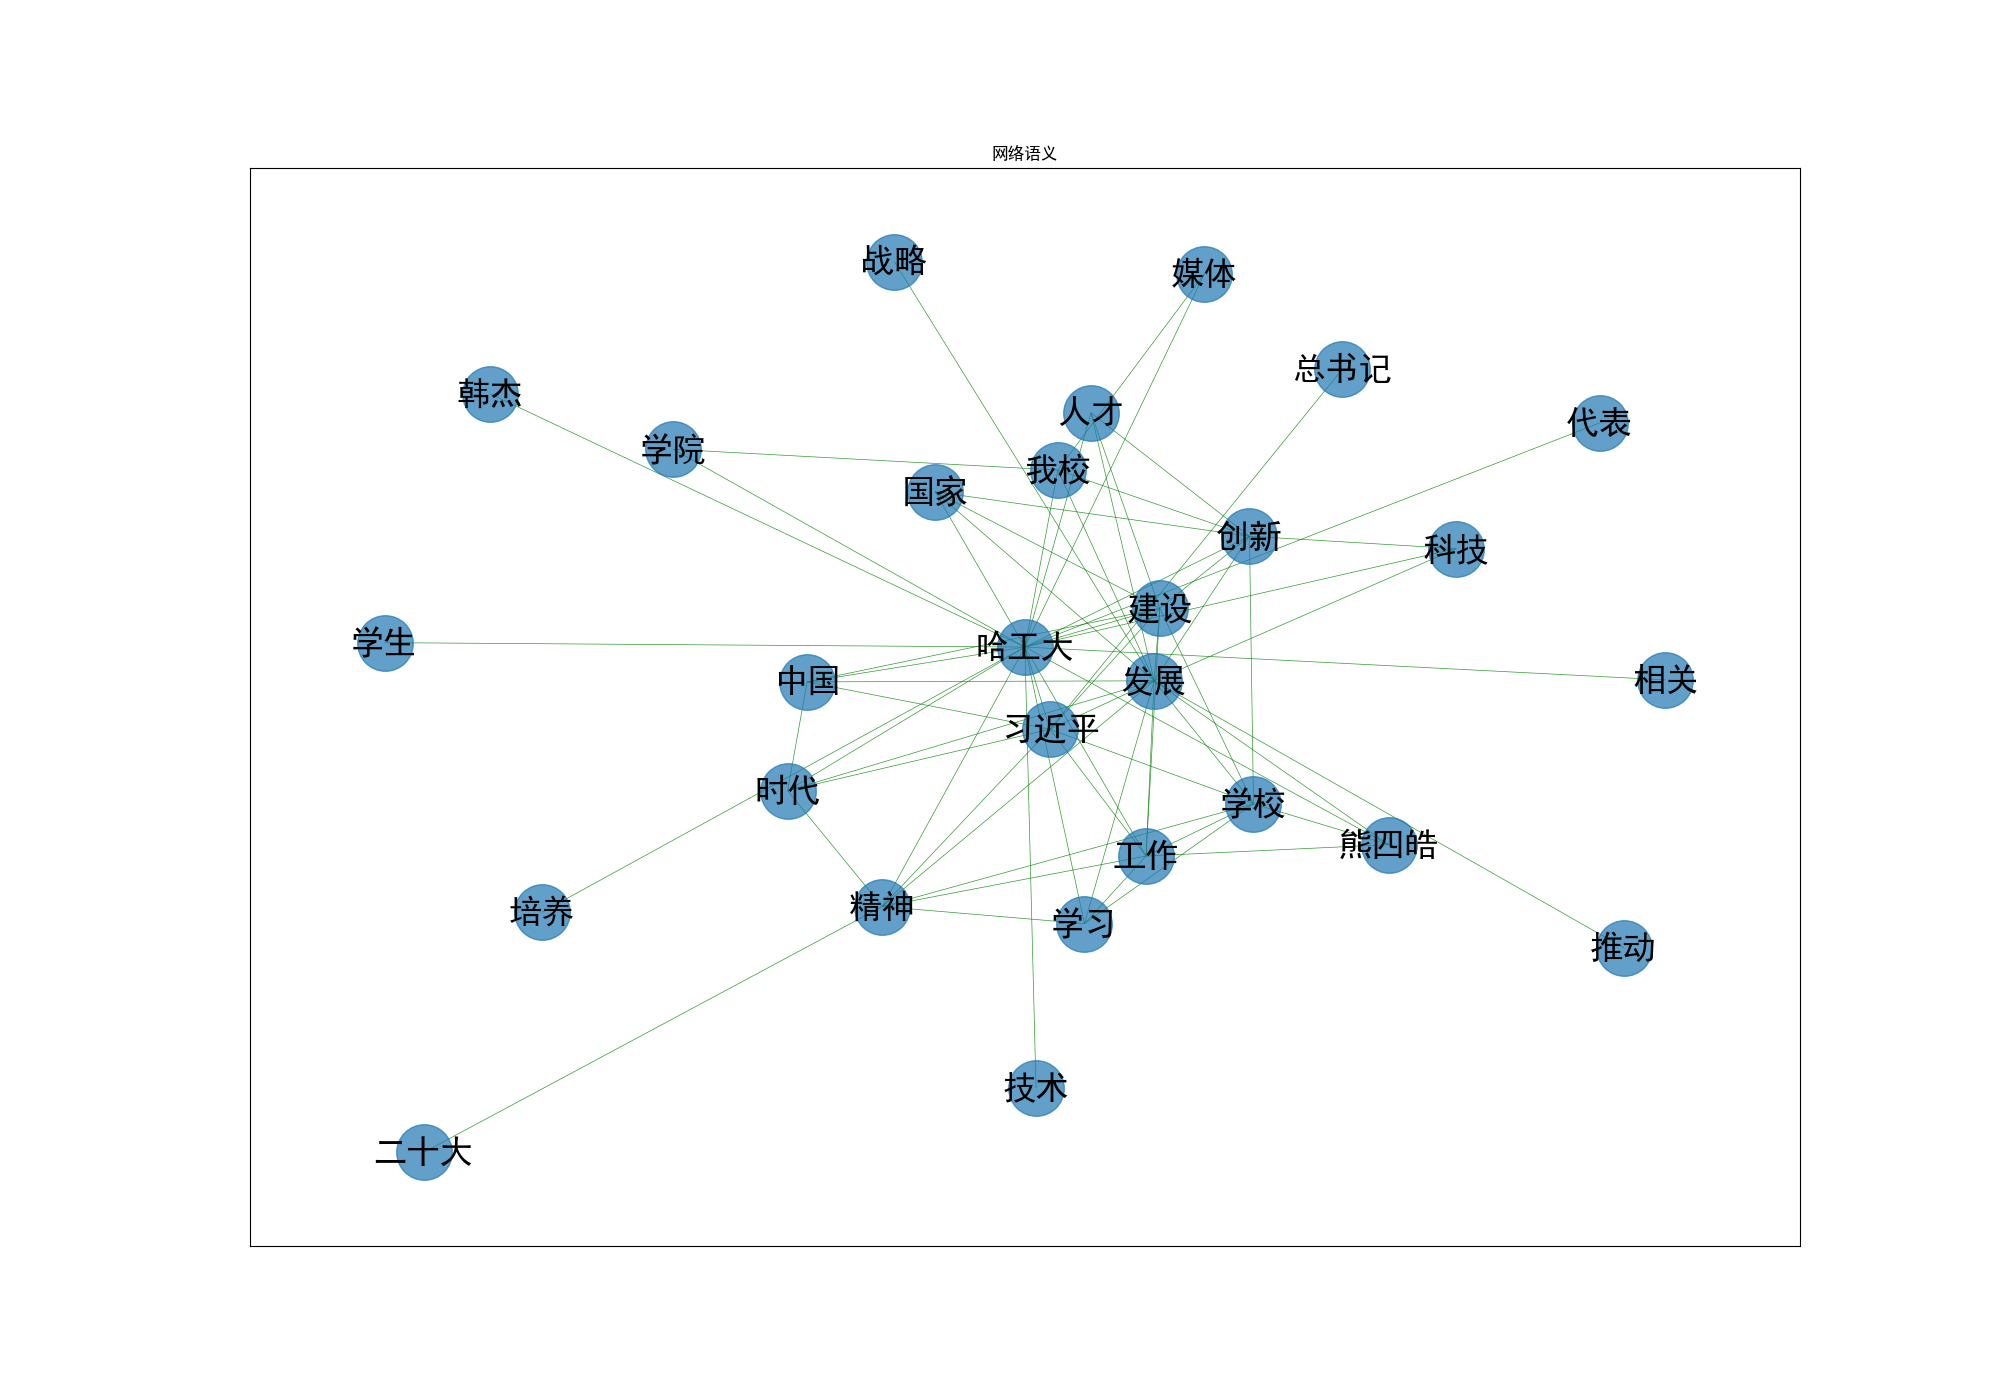 网络语义
战略
媒体
总书记
韩杰
人才
代表
学院
我校
国家
创新
科技
建设
学生
哈工大
中国
发展
相关
习近平
时代
学校
熊四皓
工作
培养
精神
学习
推动
技术
二十大